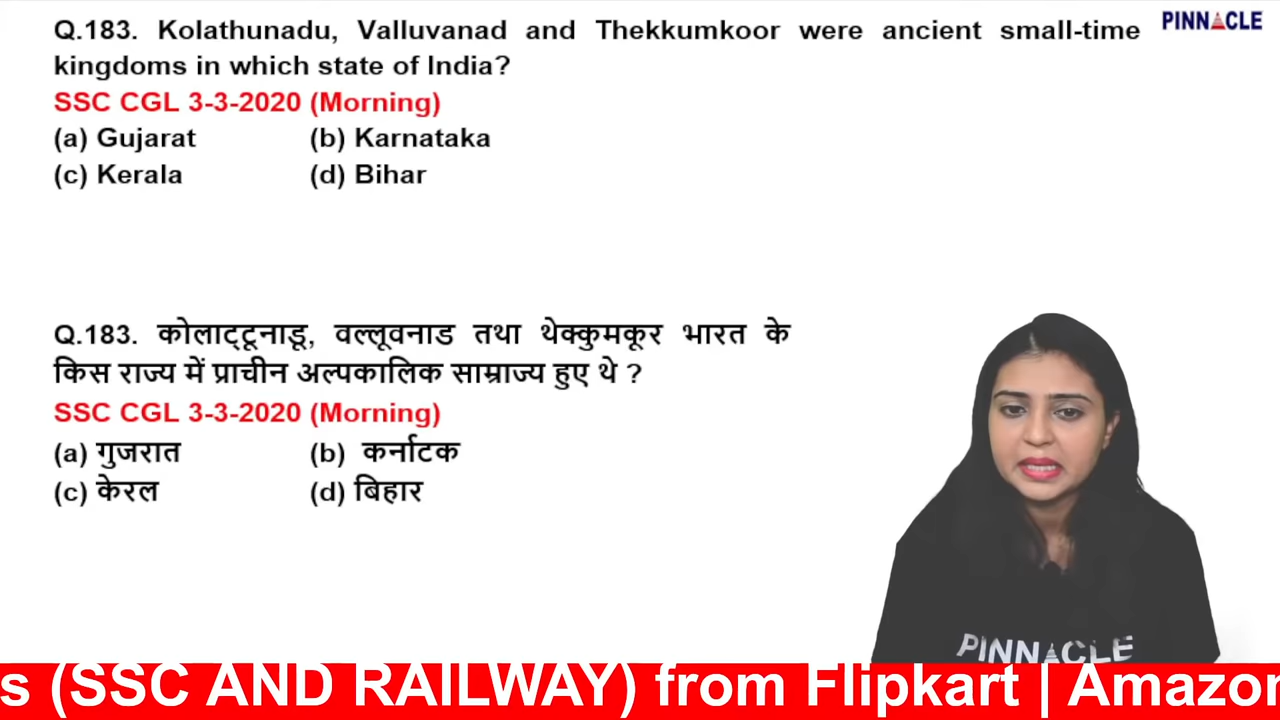 Q.183. Kolathunadu, Valluvanad and Thekkumkoor were ancient small-time
PINNACLE
kingdoms in which state of India?
SSC CGL 3-3-2020 (Morning)
(a) Gujarat (b) Karnataka
(c) Kerala (d) Bihar
Q.183. कोलाट्टूनाडू, वल्लूवनाड तथा थेक्कुमकूर भारत के
किस राज्य में प्राचीन अल्पकालिक साम्राज्य हुए थे ?
SSC CGL 3-3-2020 (Morning)
(a) गुजरात (b) कर्नाटक
(c) केरल (d) बिहार
PINNACLE
s (SSC AND RAILWAY) from Flipkart | Amazon